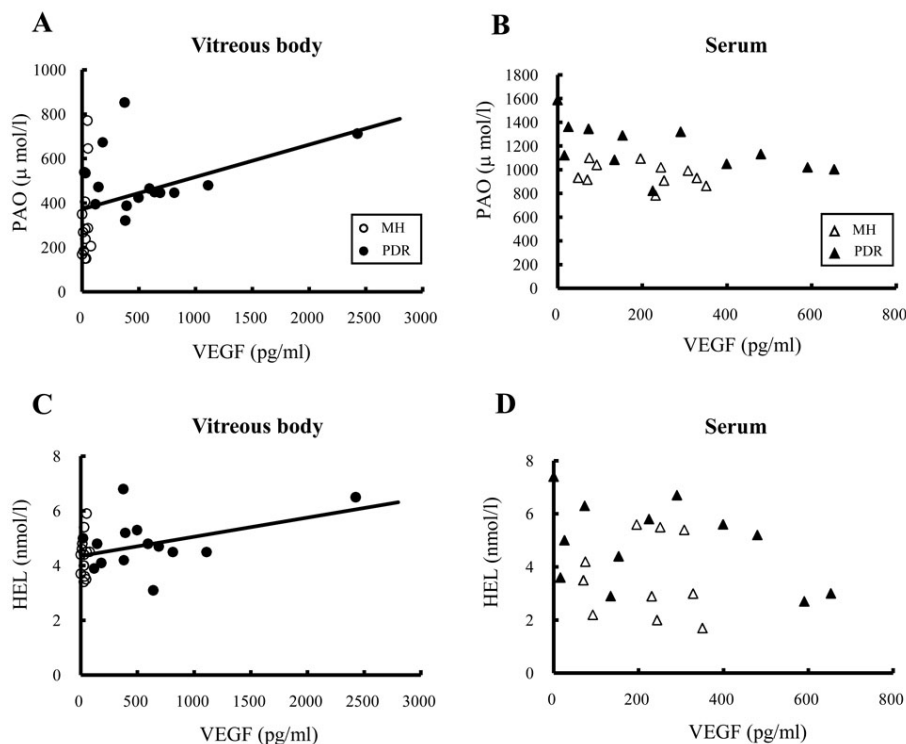 A
Vitreous body
PAO (μ mol/l)
1000
800
600
400
200
0
MH
PDR
0 500 1000 1500 2000 2500 3000
VEGF (pg/ml)
B
Serum
PAO (μ mol/l)
1800
1600
1400
1200
1000
800
600
400
200
0
MH
PDR
0 200 400 600 800
VEGF (pg/ml)
C
Vitreous body
HEL (nmol/l)
8
6
4
2
0
0 500 1000 1500 2000 2500 3000
VEGF (pg/ml)
D
Serum
HEL (nmol/l)
8
6
4
2
0
0 200 400 600 800
VEGF (pg/ml)